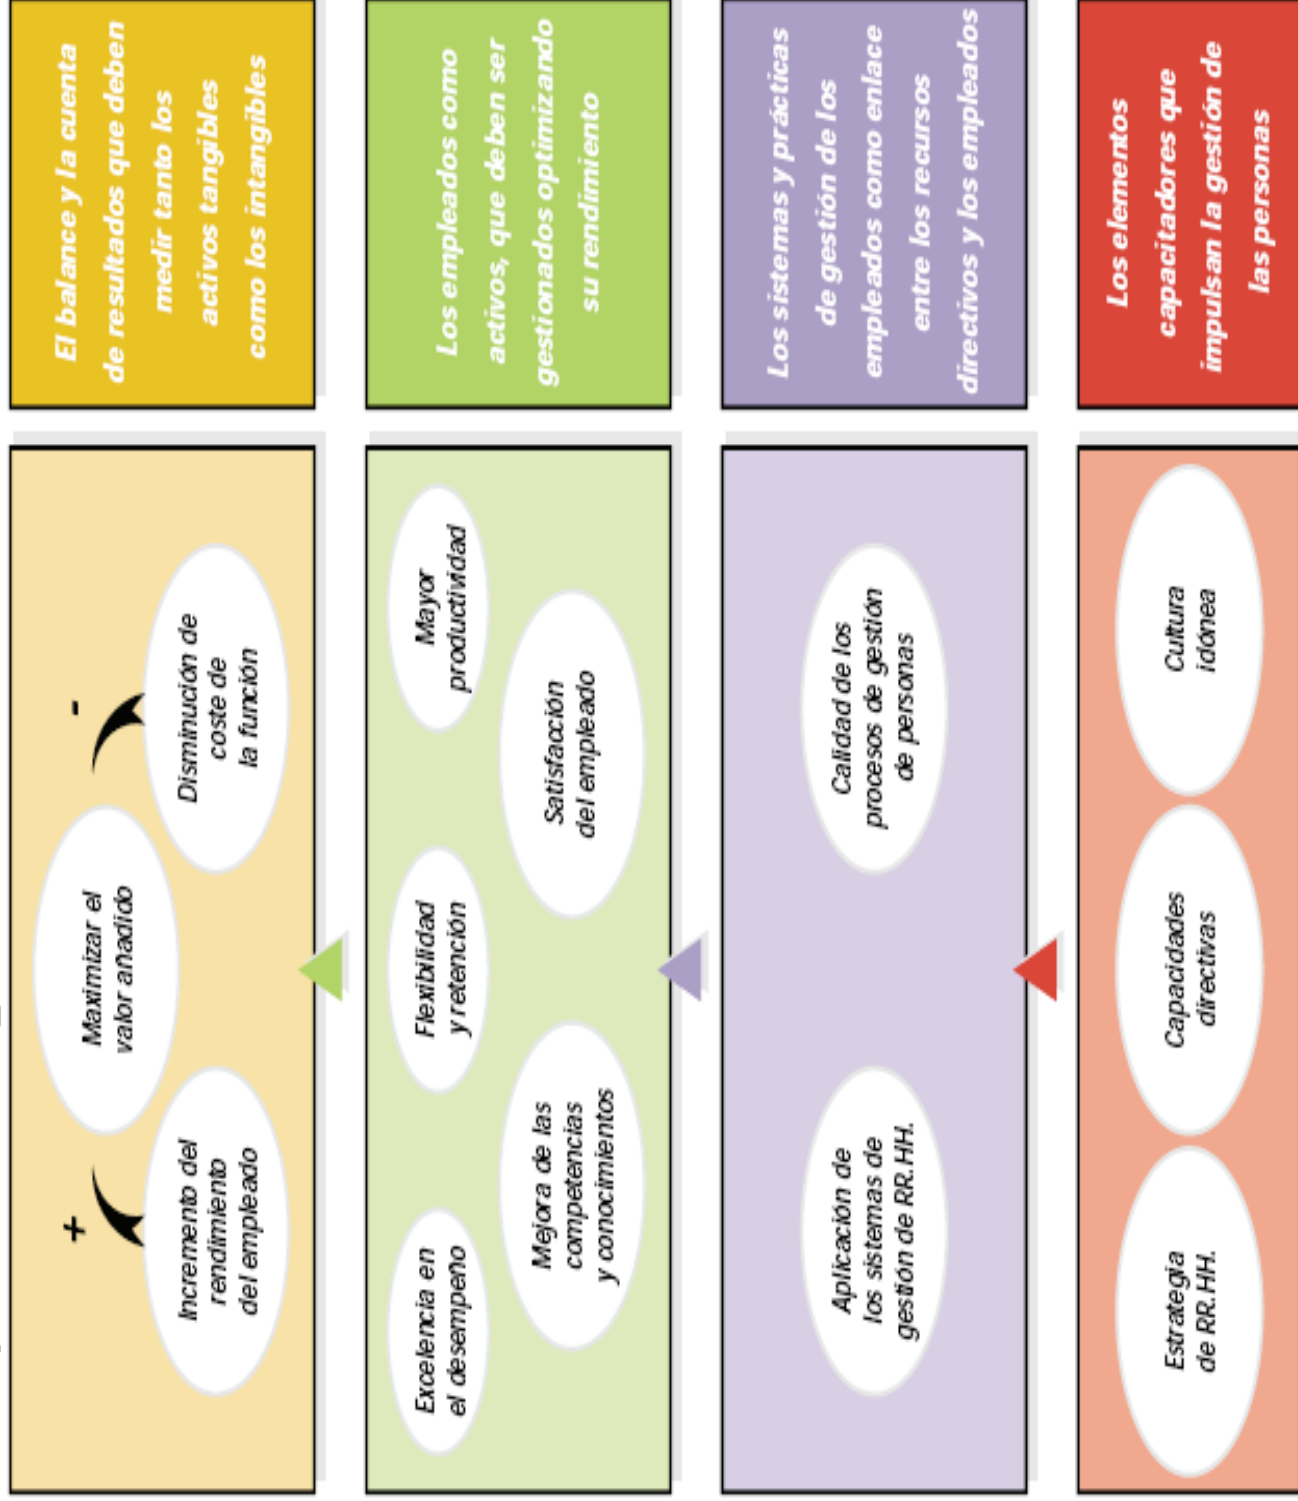 +
-
Maximizar el
valor añadido
Incremento del
rendimiento
del empleado
Disminución de
coste de
la función
El balance y la cuenta
de resultados que deben
medir tanto los
activos tangibles
como los intangibles
Excelencia en
el desempeño
Flexibilidad
y retención
Mayor
productividad
Mejora de las
competencias
y conocimientos
Satisfacción
del empleado
Los empleados como
activos, que deben ser
gestionados optimizando
su rendimiento
Aplicación de
los sistemas de
gestión de RR.HH.
Calidad de los
procesos de gestión
de personas
Los sistemas y prácticas
de gestión de los
empleados como enlace
entre los recursos
directivos y los empleados
Estrategia
de RR.HH.
Capacidades
directivas
Cultura
idónea
Los elementos
capacitadores que
impulsan la gestión de
las personas